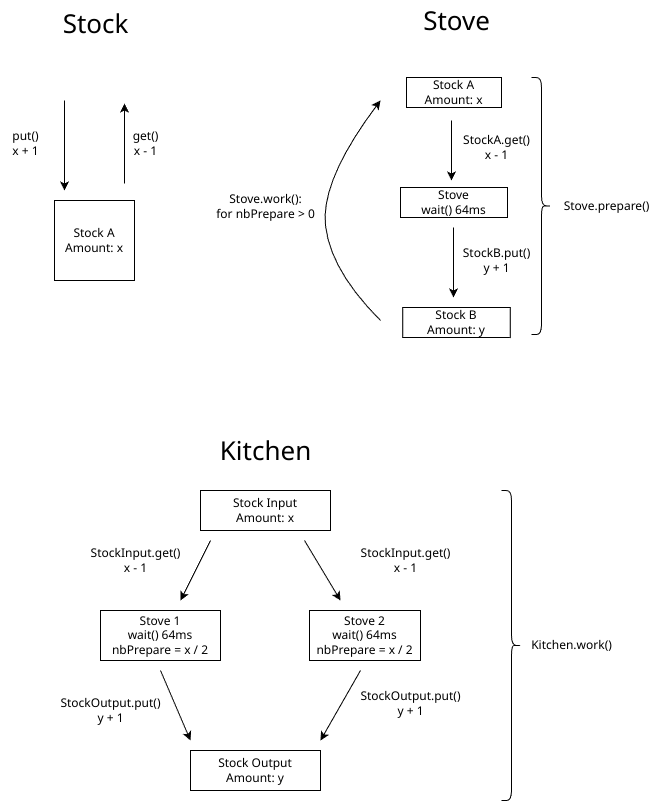 Stock
Stove
put()
x + 1
get()
x - 1
Stock A
Amount: x
Stock A
Amount: x
StockA.get()
x - 1
Stove
wait() 64ms
Stove.work():
for nbPrepare > 0
Stove.prepare()
StockB.put()
y + 1
Stock B
Amount: y
Kitchen
Stock Input
Amount: x
StockInput.get()
x - 1
StockInput.get()
x - 1
Stove 1
wait() 64ms
nbPrepare = x / 2
Stove 2
wait() 64ms
nbPrepare = x / 2
Kitchen.work()
StockOutput.put()
y + 1
StockOutput.put()
y + 1
Stock Output
Amount: y